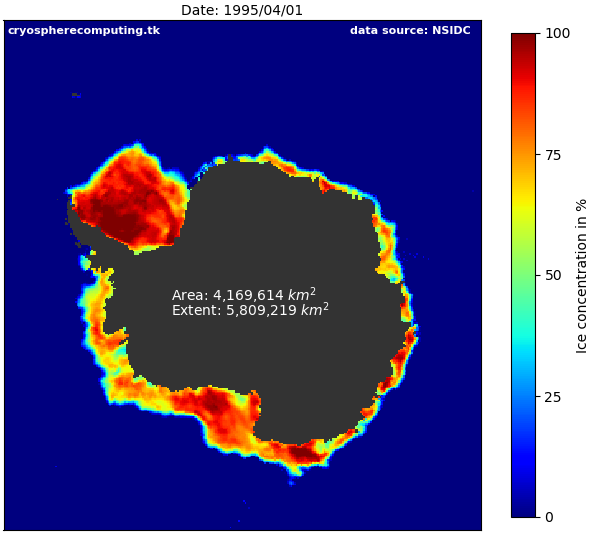 Date: 1995/04/01
cryospherecomputing.tk
data source: NSIDC
Area: 4,169,614 km²
Extent: 5,809,219 km²
100
75
50
25
0
Ice concentration in %